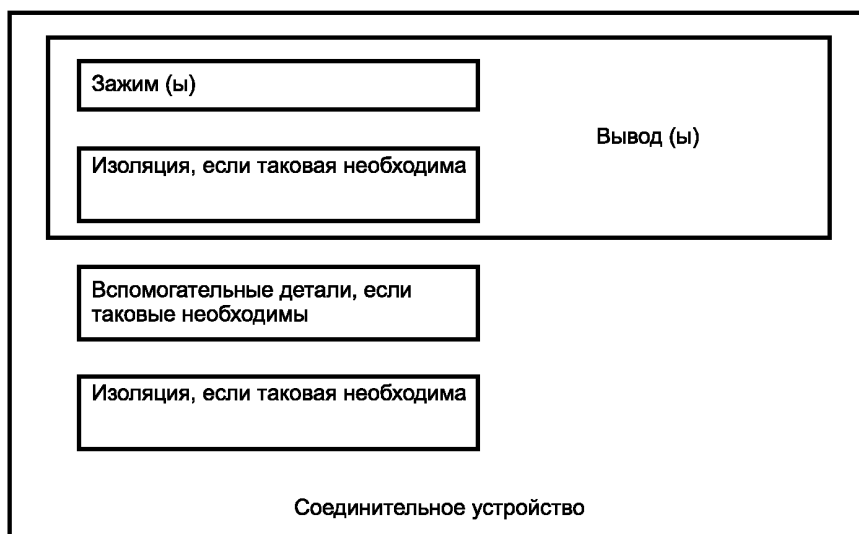 Зажим (ы)
Вывод (ы)
Изоляция, если таковая необходима
Вспомогательные детали, если
таковые необходимы
Изоляция, если таковая необходима
Соединительное устройство